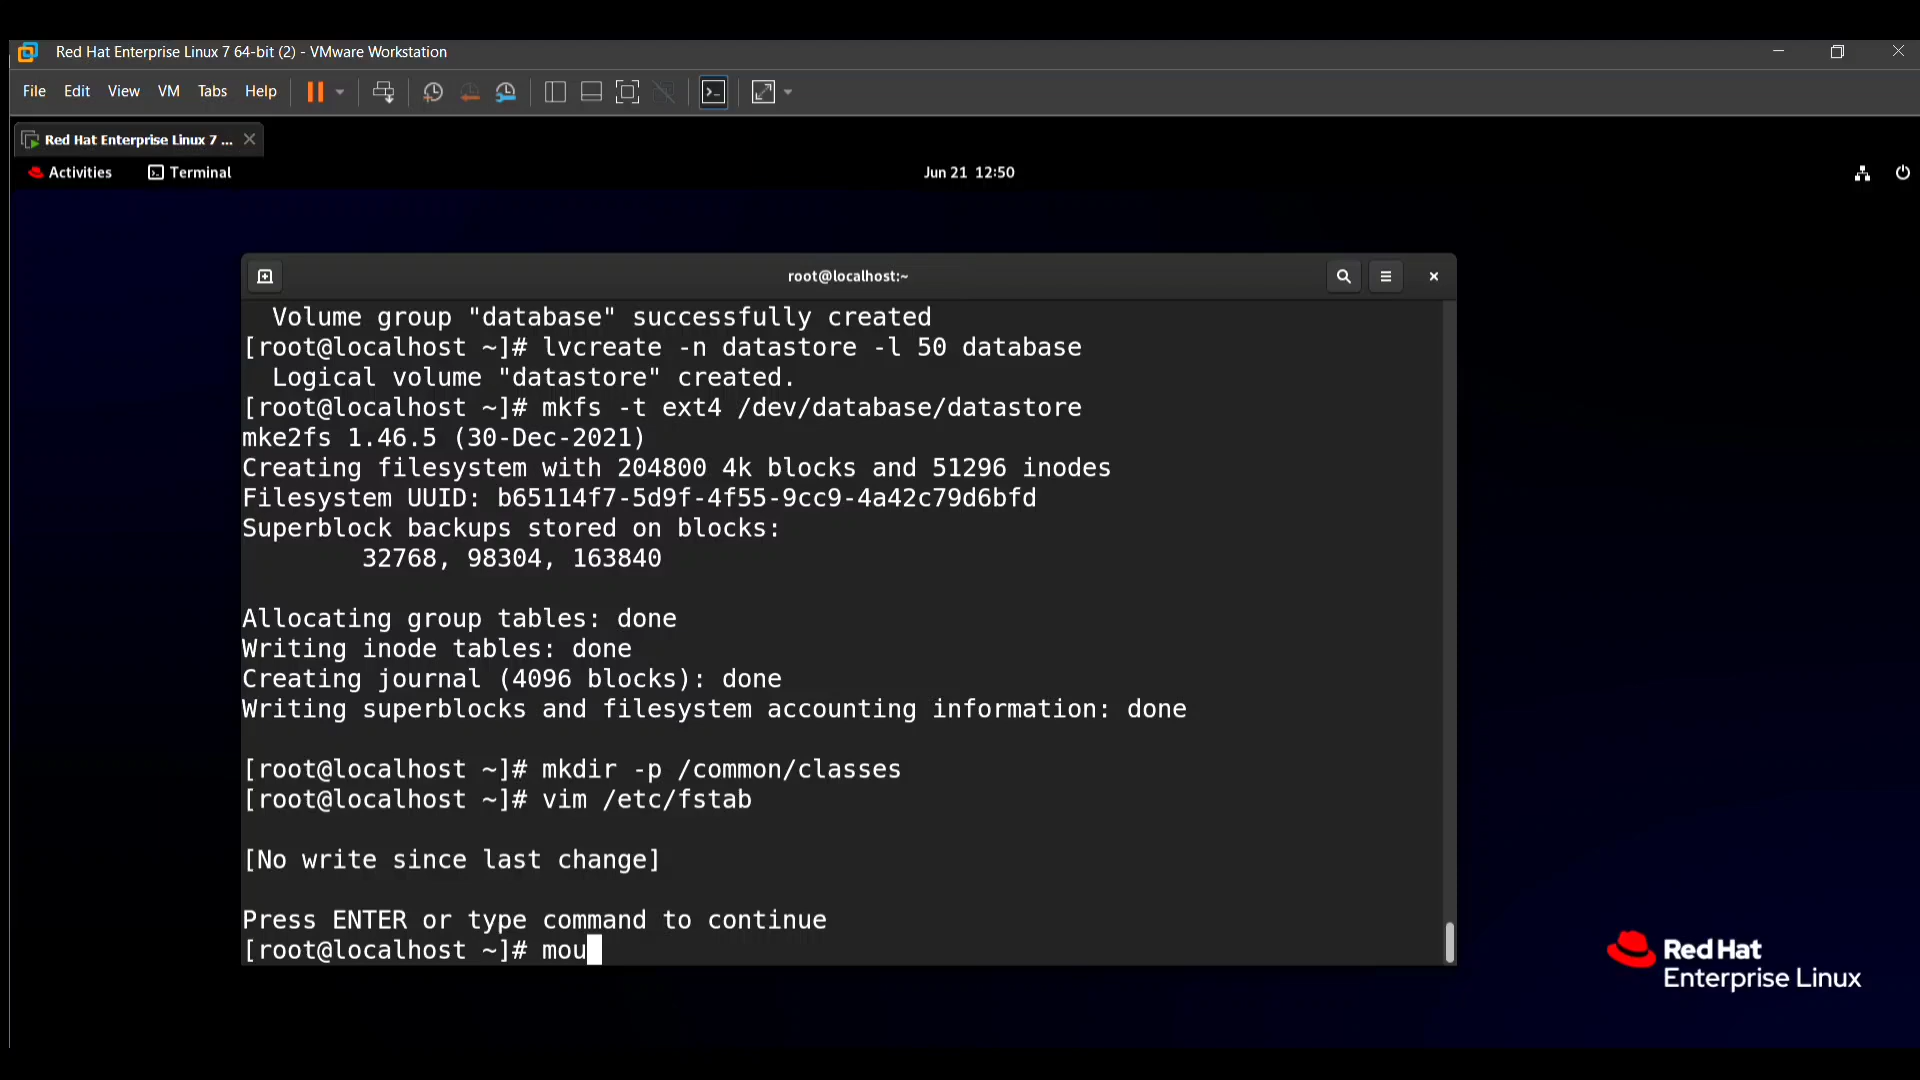 Red Hat Enterprise Linux 7 64-bit (2) - VMware Workstation
File Edit View VM Tabs Help
Red Hat Enterprise Linux 7 ...
Activities Terminal Jun 21 12:50
root@localhost:~
Volume group "database" successfully created
[root@localhost ~]# lvcreate -n datastore -l 50 database
Logical volume "datastore" created.
[root@localhost ~]# mkfs -t ext4 /dev/database/datastore
mke2fs 1.46.5 (30-Dec-2021)
Creating filesystem with 204800 4k blocks and 51296 inodes
Filesystem UUID: b65114f7-5d9f-4f55-9cc9-4a42c79d6bfd
Superblock backups stored on blocks:
32768, 98304, 163840
Allocating group tables: done
Writing inode tables: done
Creating journal (4096 blocks): done
Writing superblocks and filesystem accounting information: done
[root@localhost ~]# mkdir -p /common/classes
[root@localhost ~]# vim /etc/fstab
[No write since last change]
Press ENTER or type command to continue
[root@localhost ~]# mou
Red Hat
Enterprise Linux